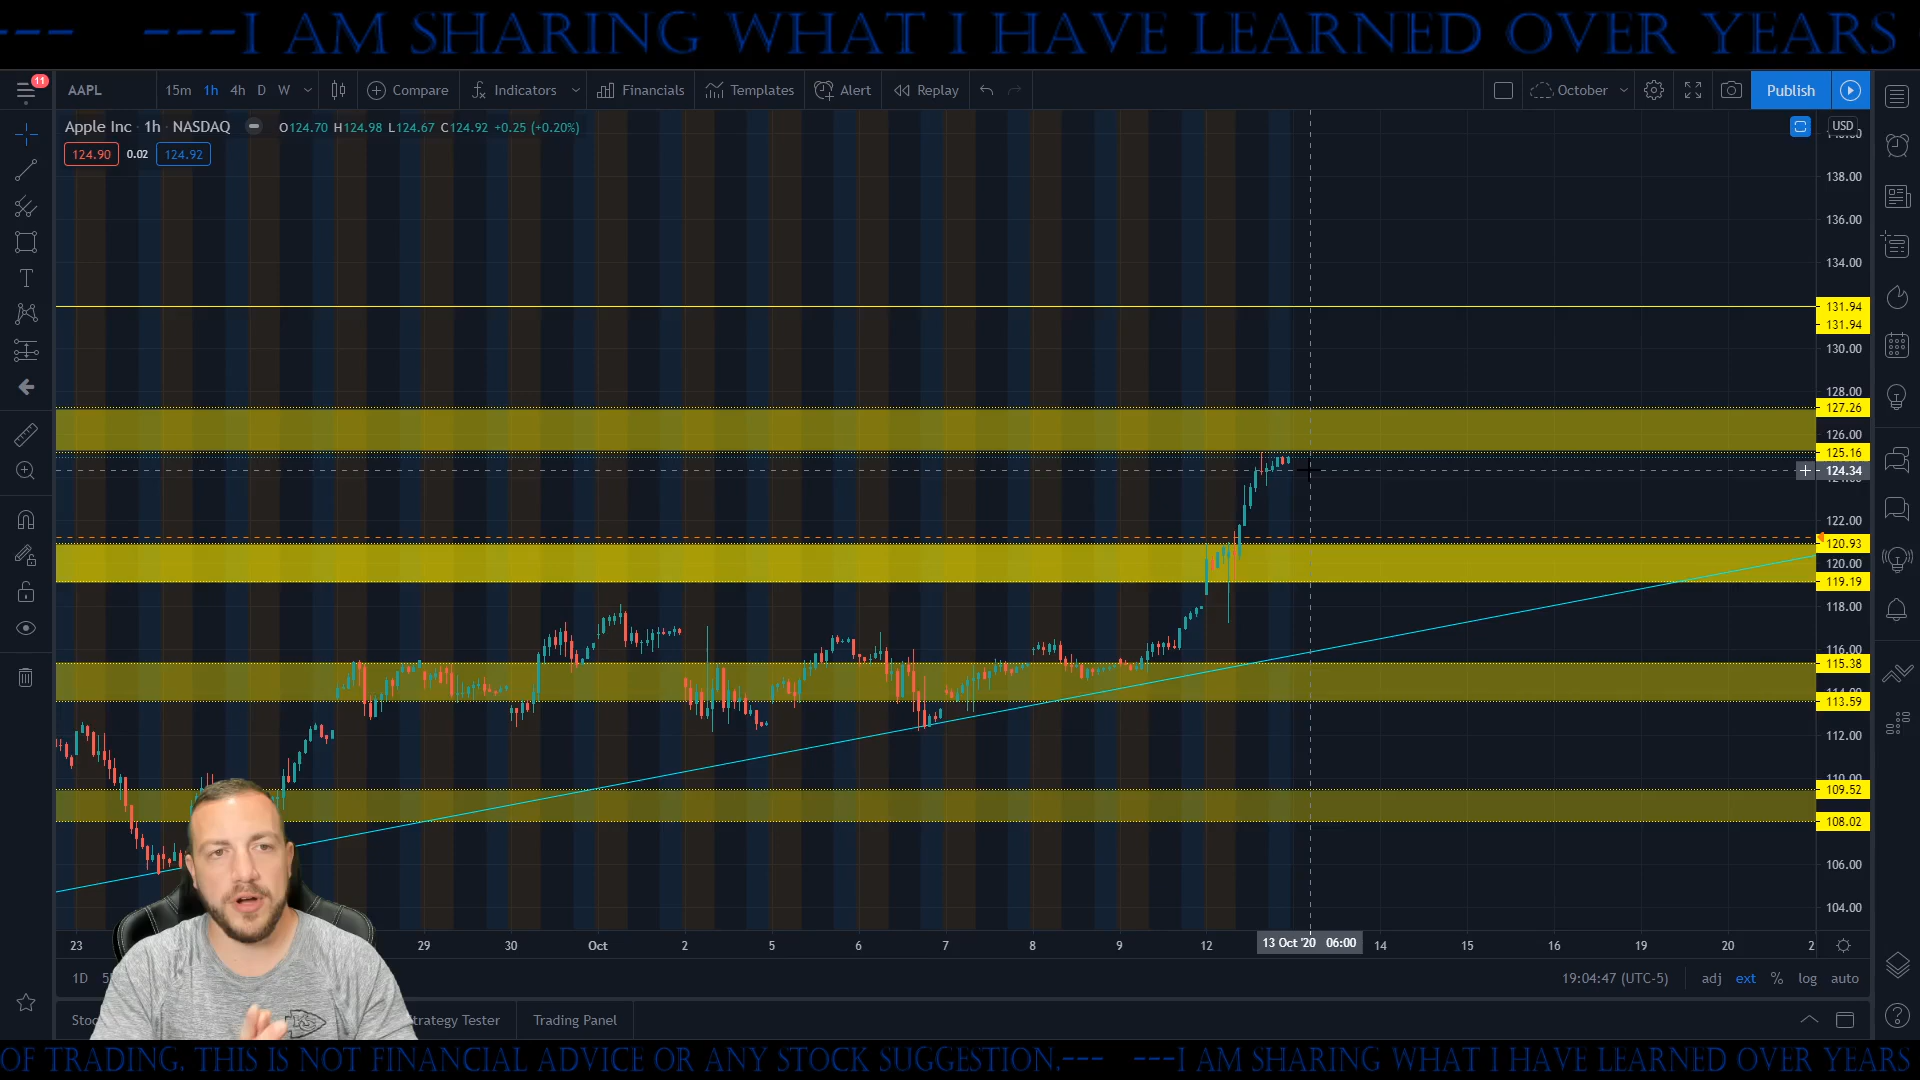 --- ---I AM SHARING WHAT I HAVE LEARNED OVER YEARS
11
AAPL 15m 1h 4h D W Compare Indicators Financials Templates Alert Replay October Publish
Apple Inc · 1h · NASDAQ O124.70 H124.98 L124.67 C124.92 +0.25 (+0.20%)
USD
124.90 0.02 124.92
138.00
136.00
134.00
131.94
131.94
130.00
128.00
127.26
126.00
125.16
124.34
122.00
120.93
120.00
119.19
118.00
116.00
115.38
113.59
112.00
110.00
109.52
108.02
106.00
104.00
23 29 30 Oct 2 5 6 7 8 9 12 13 Oct '20 06:00 14 15 16 19 20 2
1D 19:04:47 (UTC-5) adj ext % log auto
Stoc trategy Tester Trading Panel
KC
OF TRADING. THIS IS NOT FINANCIAL ADVICE OR ANY STOCK SUGGESTION.--- ---I AM SHARING WHAT I HAVE LEARNED OVER YEARS